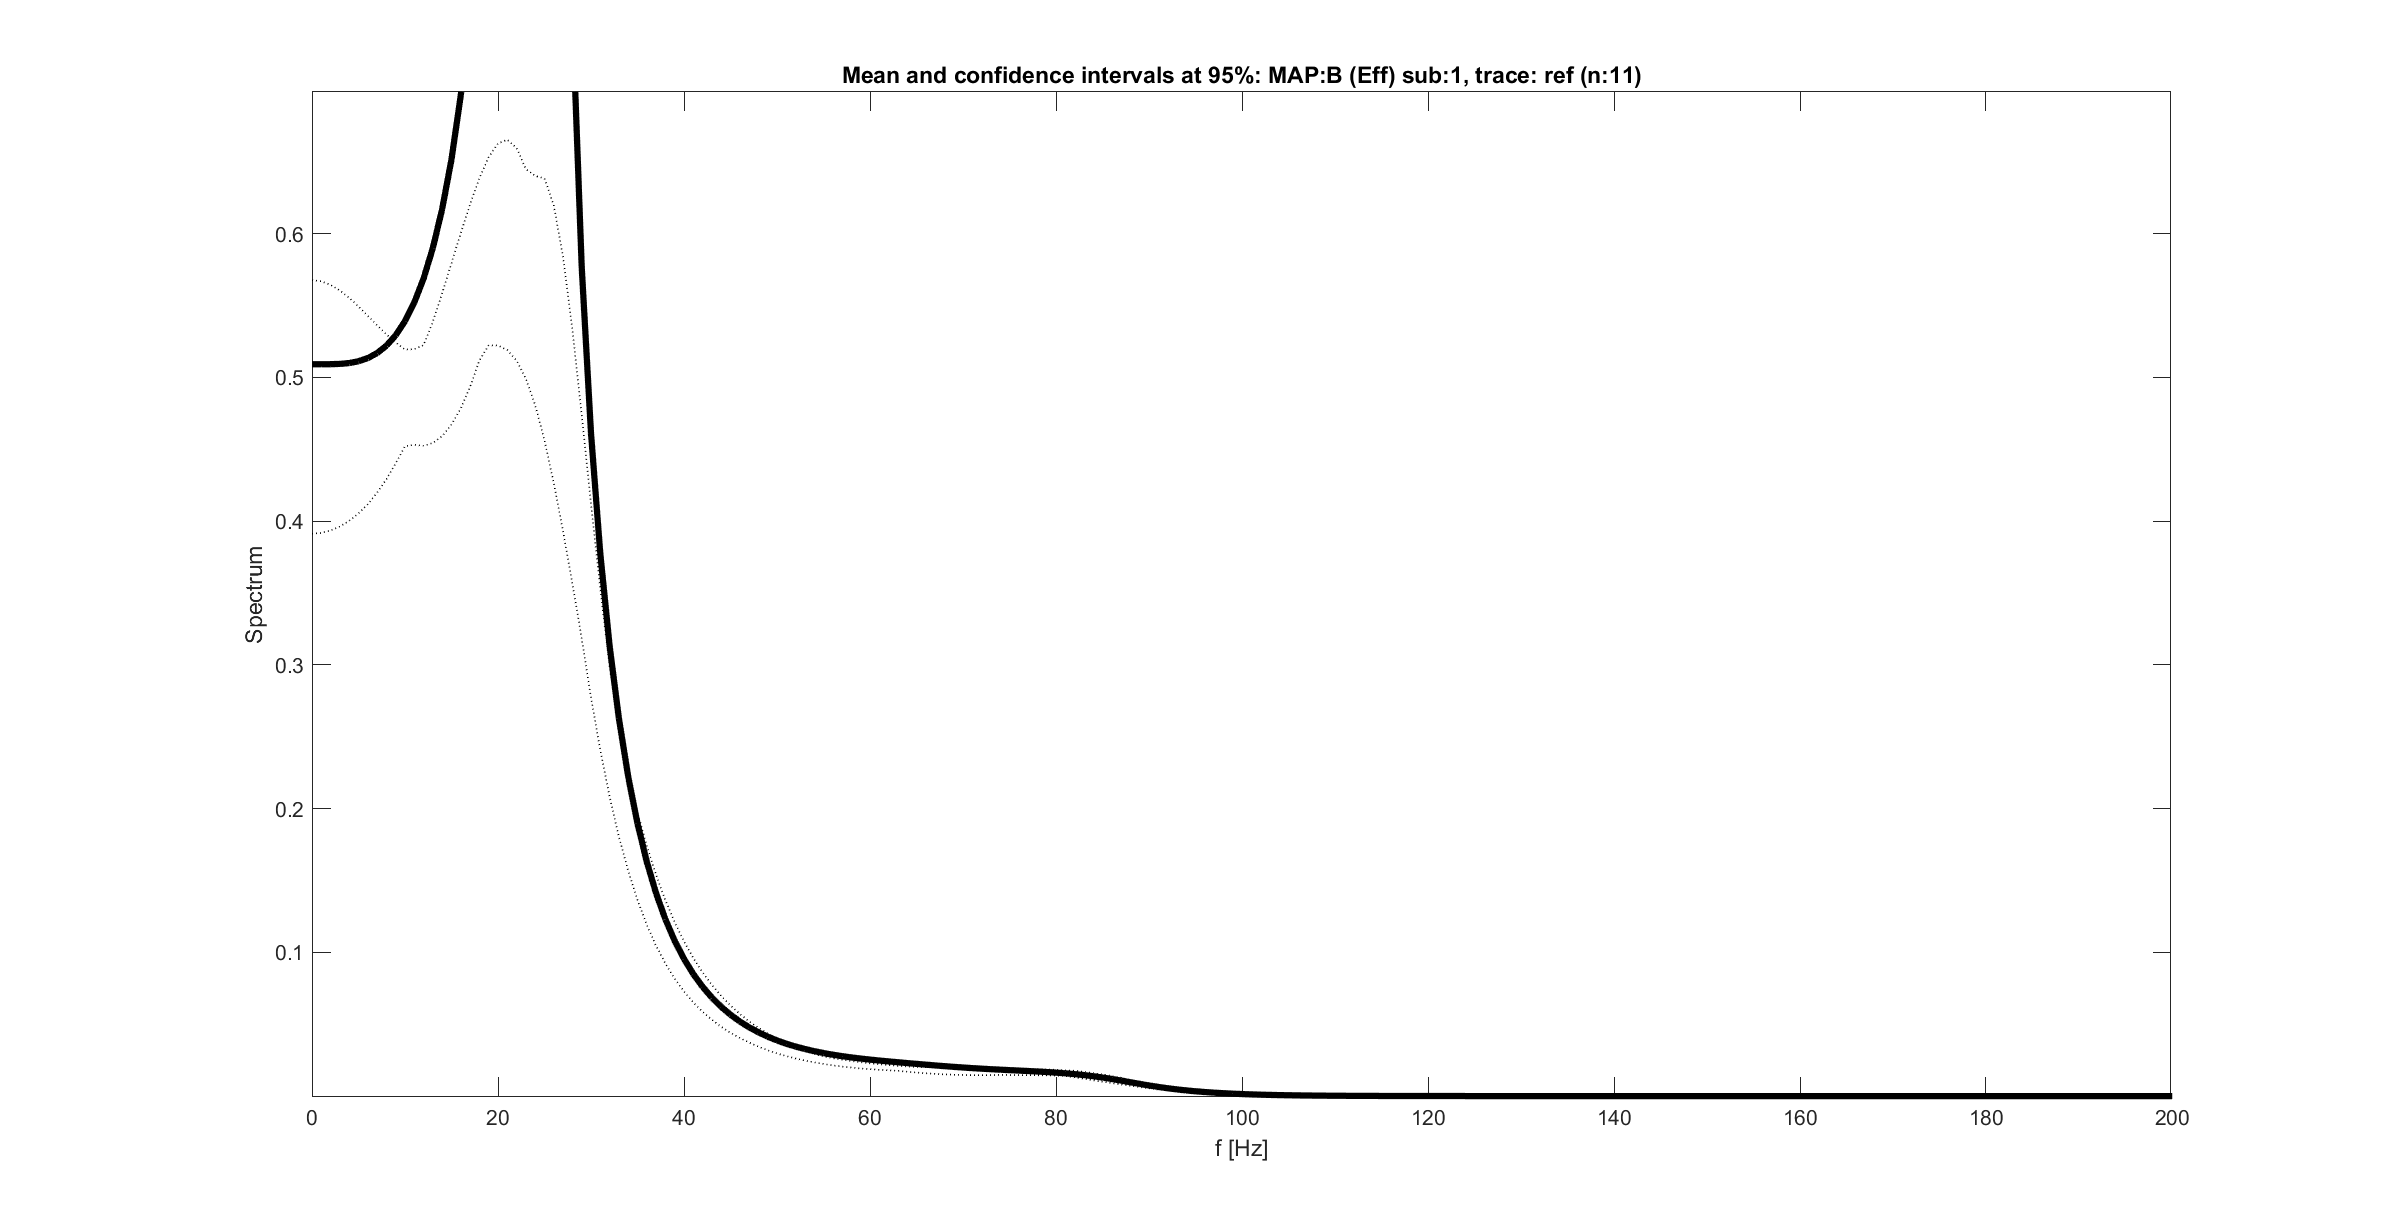 Mean and confidence intervals at 95%: MAP:B (Eff) sub:1, trace: ref (n:11)
0.6
0.5
0.4
0.3
0.2
0.1
Spectrum
0 20 40 60 80 100 120 140 160 180 200
f [Hz]